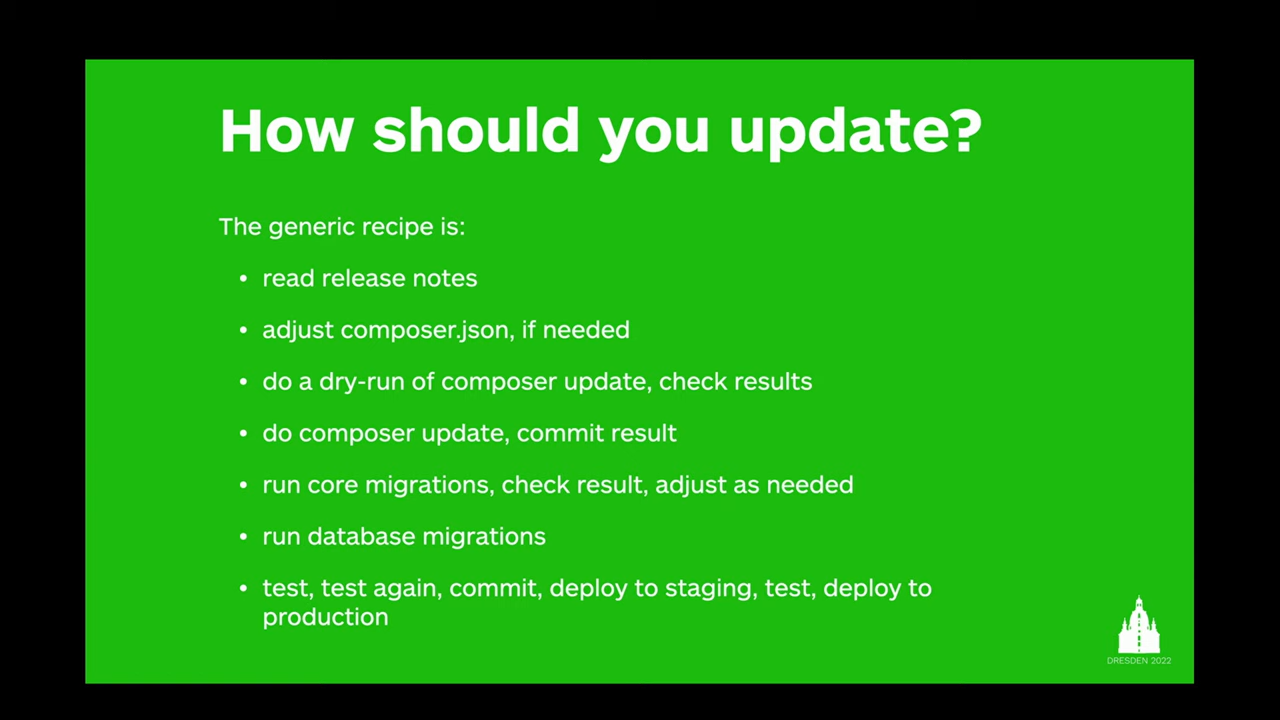 How should you update?
The generic recipe is:
• read release notes
• adjust composer.json, if needed
• do a dry-run of composer update, check results
• do composer update, commit result
• run core migrations, check result, adjust as needed
• run database migrations
• test, test again, commit, deploy to staging, test, deploy to
production
DRESDEN 2022